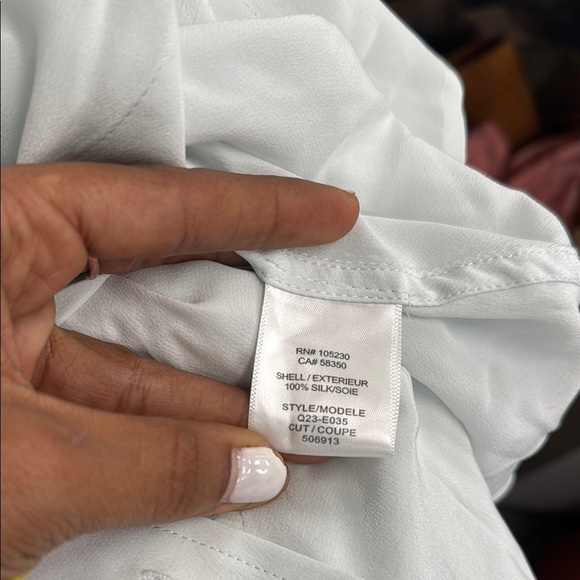 RN# 105230
CA# 58350
SHELL / EXTERIEUR
100% SILK/SOIE
STYLE/MODELE
Q23-E035
CUT / COUPE
506913